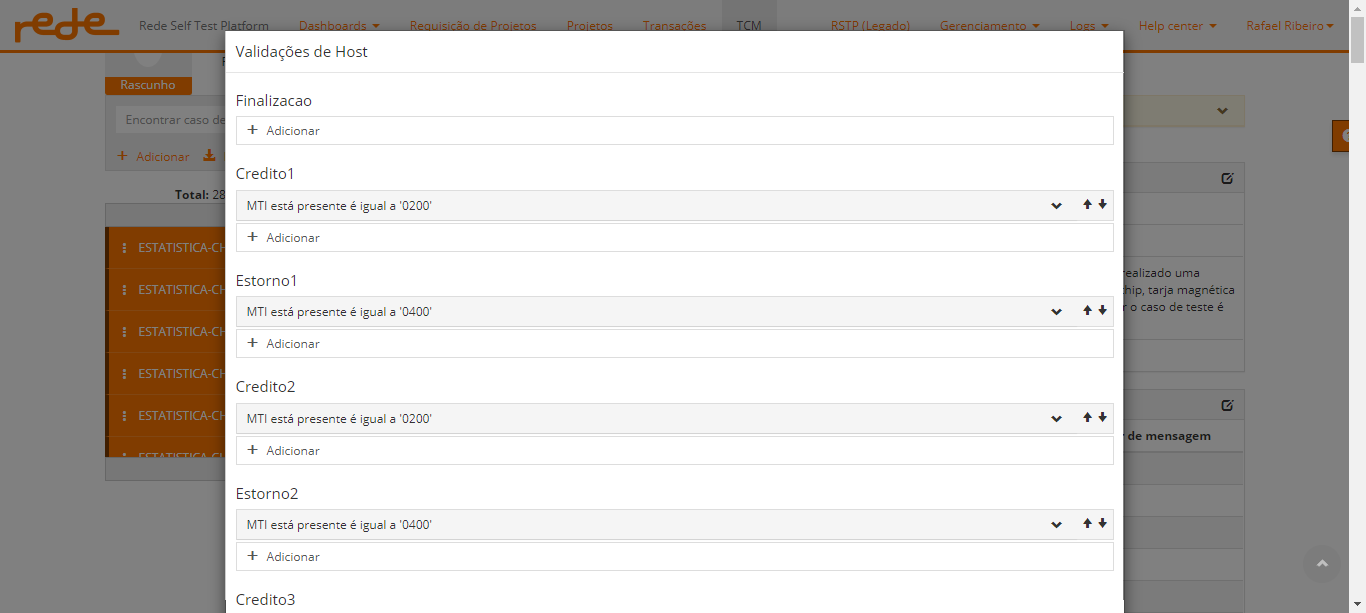 rede
Rede Self Test Platform
Dashboards
Requisição de Projetos
Projetos
Transações
TCM
RSTP (Legado)
Gerenciamento
Logs
Help center
Rafael Ribeiro
Rascunho
Encontrar caso de
Adicionar
Total: 28
ESTATISTICA-CH
ESTATISTICA-CH
ESTATISTICA-CH
ESTATISTICA-CH
ESTATISTICA-CH
ESTATISTICA-CH
Validações de Host
Finalizacao
Adicionar
Credito1
MTI está presente é igual a '0200'
Adicionar
Estorno1
MTI está presente é igual a '0400'
Adicionar
Credito2
MTI está presente é igual a '0200'
Adicionar
Estorno2
MTI está presente é igual a '0400'
Adicionar
Credito3
realizado uma
chip, tarja magnética
r o caso de teste é
de mensagem